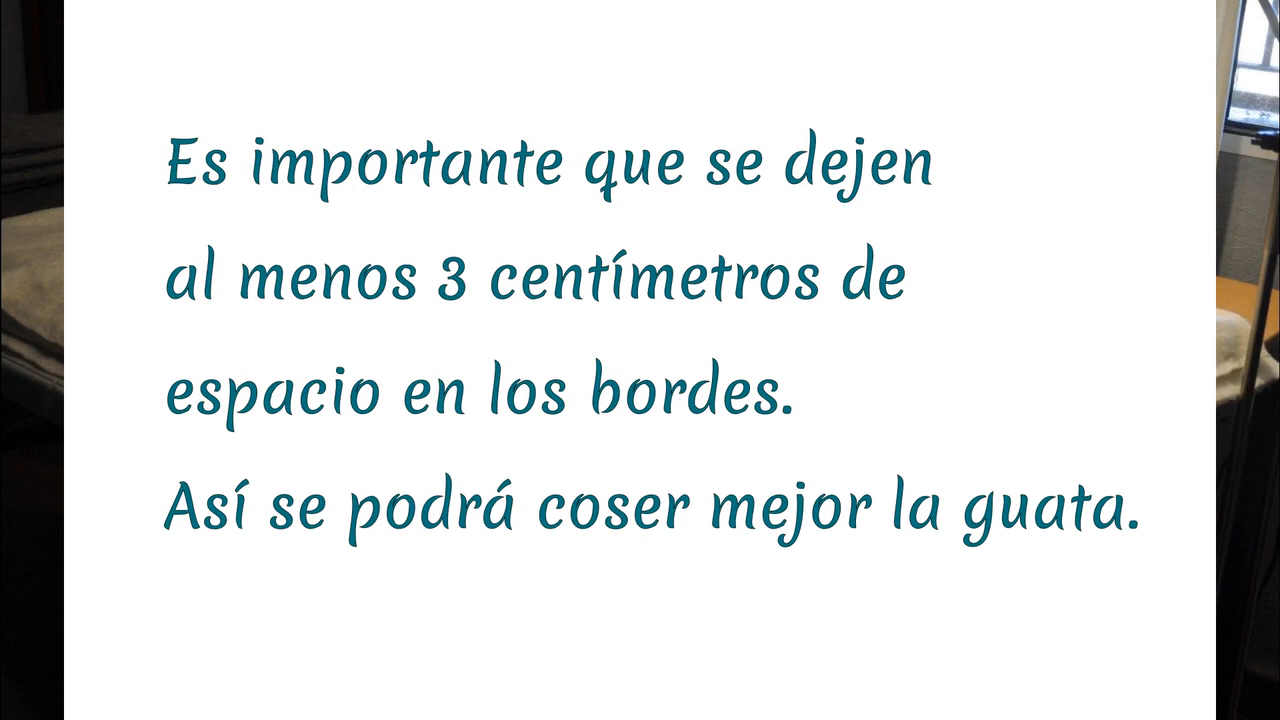 Es importante que se dejen
al menos 3 centímetros de
espacio en los bordes.
Así se podrá coser mejor la guata.